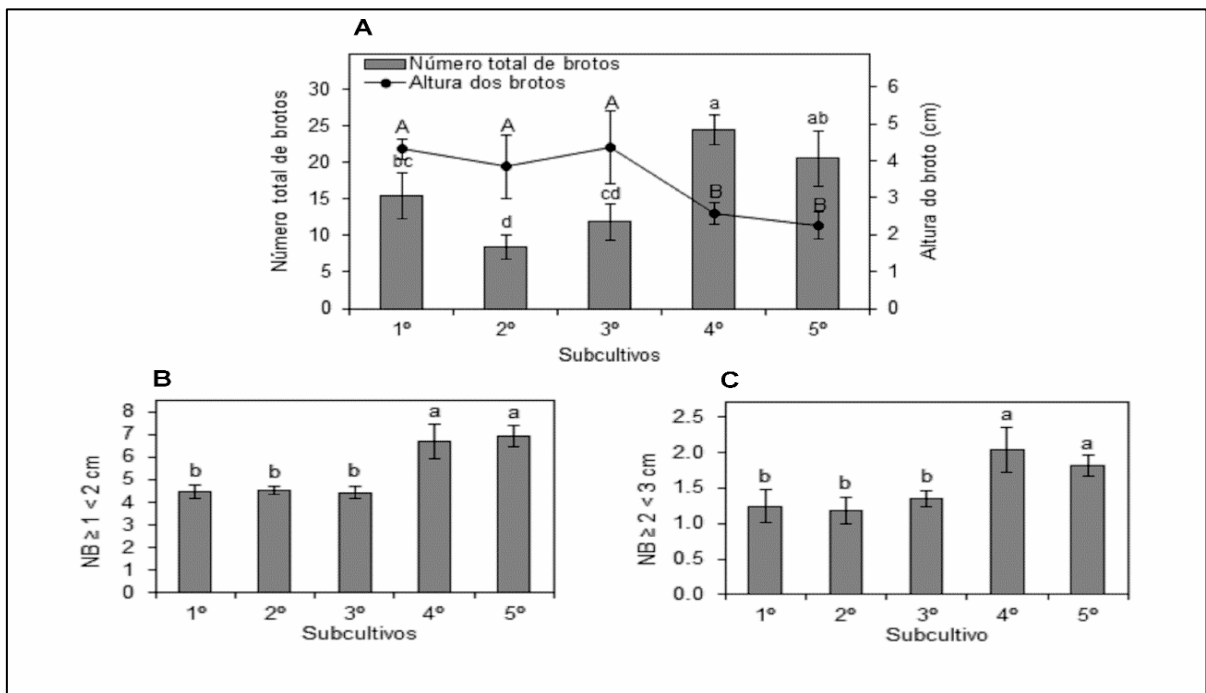 A
Número total de brotos
Altura dos brotos
Número total de brotos
30
25
20
15
10
5
0
Altura do broto (cm)
6
5
4
3
2
1
0
A
A
A
a
ab
bc
d
cd
B
B
1º 2º 3º 4º 5º
Subcultivos
B
NB ≥ 1 < 2 cm
8
7
6
5
4
3
2
1
0
b b b a a
1º 2º 3º 4º 5º
Subcultivos
C
NB ≥ 2 < 3 cm
2.5
2.0
1.5
1.0
0.5
0.0
b b b a a
1º 2º 3º 4º 5º
Subcultivo